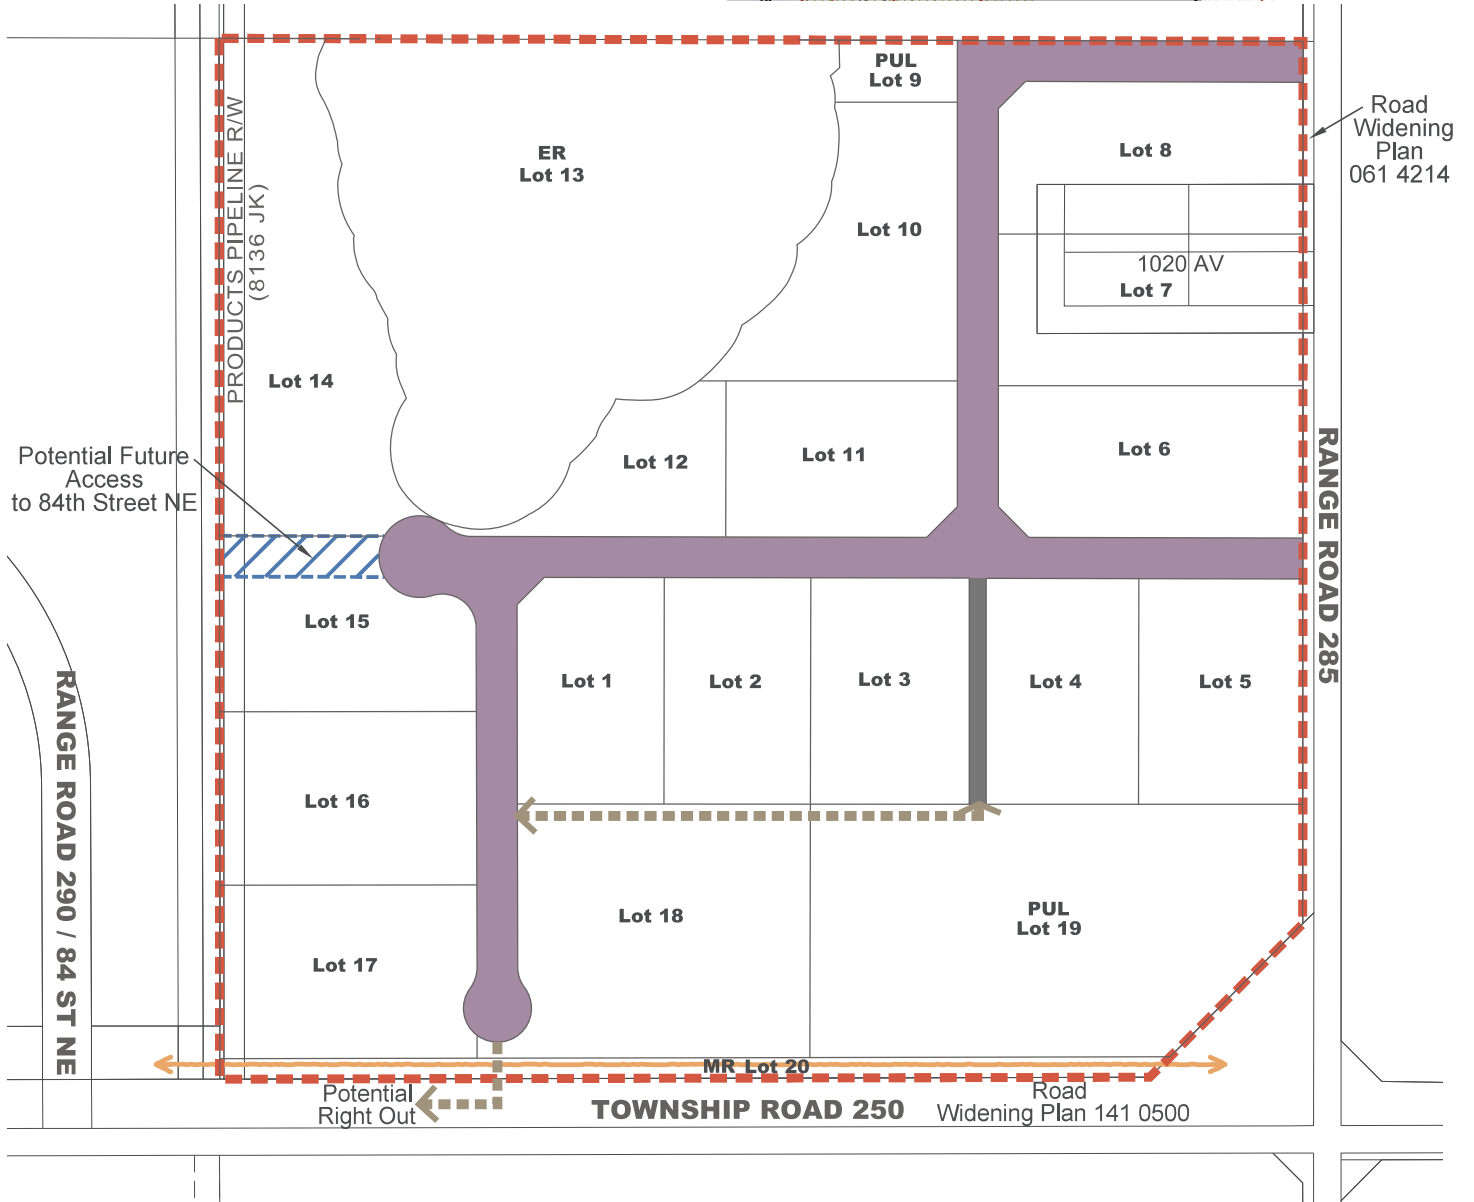 PUL
Lot 9
Road
Widening
Plan
061 4214
PRODUCTS PIPELINE R/W
(8136 JK)
ER
Lot 13
Lot 8
Lot 10
1020 AV
Lot 7
Lot 14
Potential Future
Access
to 84th Street NE
Lot 12
Lot 11
Lot 6
RANGE ROAD 285
Lot 15
Lot 1
Lot 2
Lot 3
Lot 4
Lot 5
RANGE ROAD 290 / 84 ST NE
Lot 16
Lot 18
PUL
Lot 19
Lot 17
MR Lot 20
Potential
Right Out
TOWNSHIP ROAD 250
Road
Widening Plan 141 0500